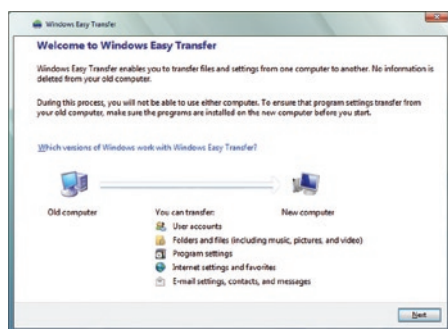 Windows Easy Transfer
Welcome to Windows Easy Transfer
Windows Easy Transfer enables you to transfer files and settings from one computer to another. No information is
deleted from your old computer.
During this process, you will not be able to use either computer. To ensure that program settings transfer from
your old computer, make sure the programs are installed on the new computer before you start.
Which versions of Windows work with Windows Easy Transfer?
Old computer
You can transfer:
New computer
User accounts
Folders and files (including music, pictures, and video)
Program settings
Internet settings and favorites
E-mail settings, contacts, and messages
Next